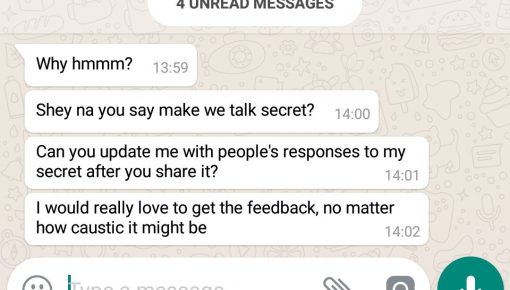 4 UNREAD MESSAGES
Why hmmm? 13:59
Shey na you say make we talk secret? 14:00
Can you update me with people's responses to my
secret after you share it? 14:01
I would really love to get the feedback, no matter
how caustic it might be 14:02
Type a message